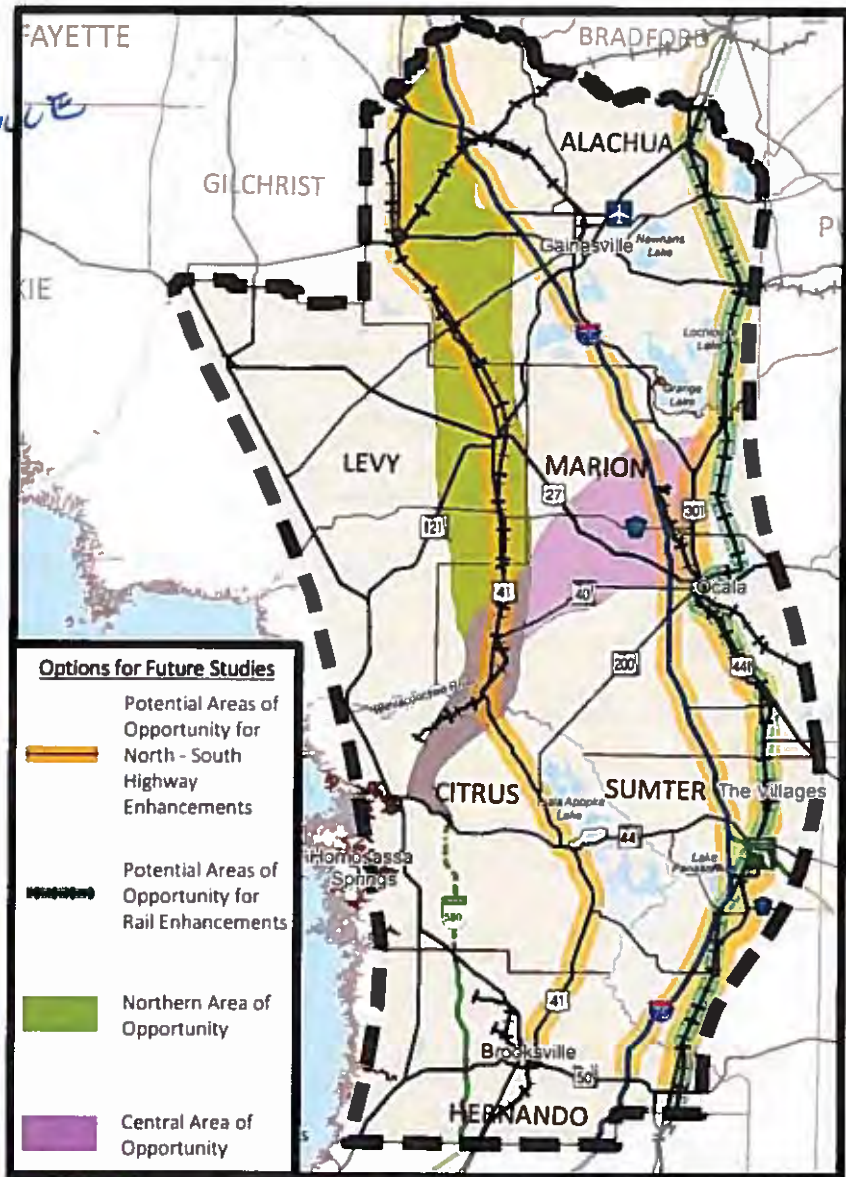 FAYETTE
BRADFORD
ALACHUA
GILCHRIST
Gainesville
Newnans
Lake
KIE
Lochloosa
Lake
Orange
Lake
LEVY
MARION
27
301
121
41
40
Ocala
200
441
Options for Future Studies
Potential Areas of
Opportunity for
North - South
Highway
Enhancements
Potential Areas of
Opportunity for
Rail Enhancements
Northern Area of
Opportunity
Central Area of
Opportunity
CITRUS
SUMTER
The Villages
Apopka
Lake
44
Lake
Homosassa
Springs
589
41
75
Brooksville
50
HERNANDO